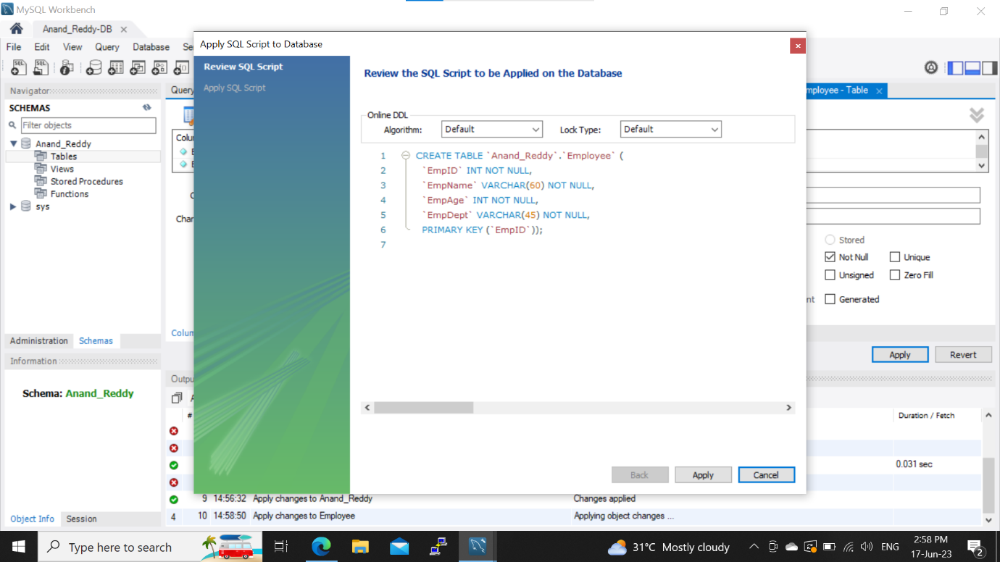 MySQL Workbench
Anand_Reddy-DB
File Edit View Query Database
Apply SQL Script to Database
Review SQL Script
Apply SQL Script
Review the SQL Script to be Applied on the Database
Online DDL
Algorithm: Default Lock Type: Default
1 CREATE TABLE `Anand_Reddy`.`Employee` (
2 `EmpID` INT NOT NULL,
3 `EmpName` VARCHAR(60) NOT NULL,
4 `EmpAge` INT NOT NULL,
5 `EmpDept` VARCHAR(45) NOT NULL,
6 PRIMARY KEY (`EmpID`));
7
Back Apply Cancel
Navigator
SCHEMAS
Filter objects
Anand_Reddy
Tables
Views
Stored Procedures
Functions
sys
Administration Schemas
Information
Schema: Anand_Reddy
Object Info Session
Query
mployee - Table
Stored
Not Null Unique
Unsigned Zero Fill
Generated
Apply Revert
#
Duration / Fetch
0.031 sec
9 14:56:32 Apply changes to Anand_Reddy Changes applied
4 10 14:58:50 Apply changes to Employee Applying object changes ...
Type here to search
31°C Mostly cloudy
ENG
2:58 PM
17-Jun-23
2